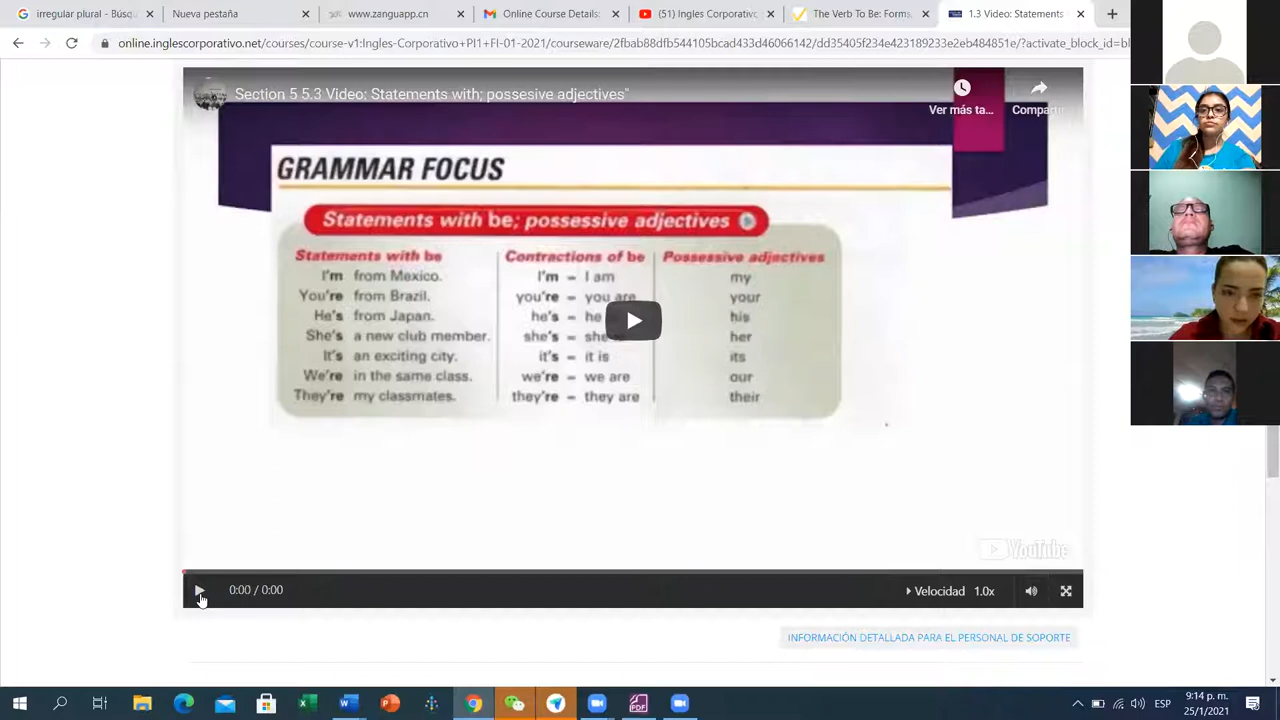 irregular plural - Búsqu
Nueva pestaña
www.zanguapp.cn
Online Course Details:
(51) Ingles Corporativo
The Verb To Be: Forms,
1.3 Video: Statements
online.inglescorporativo.net/courses/course-v1:Ingles-Corporativo+PI1+FI-01-2021/courseware/2fbab88dfb544105bcad433d46066142/dd35405f234e423189233e2eb484851e/?activate_block_id=bl
Section 5 5.3 Video: Statements with; possesive adjectives"
Ver más ta...
Compartir
GRAMMAR FOCUS
Statements with be; possessive adjectives
Statements with be Contractions of be Possessive adjectives
I'm from Mexico. I'm = I am my
You're from Brazil. you're = you are your
He's from Japan. he's = he his
She's a new club member. she's = she her
It's an exciting city. it's = it is its
We're in the same class. we're = we are our
They're my classmates. they're = they are their
YouTube
0:00 / 0:00
Velocidad 1.0x
INFORMACIÓN DETALLADA PARA EL PERSONAL DE SOPORTE
ESP
9:14 p. m.
25/1/2021